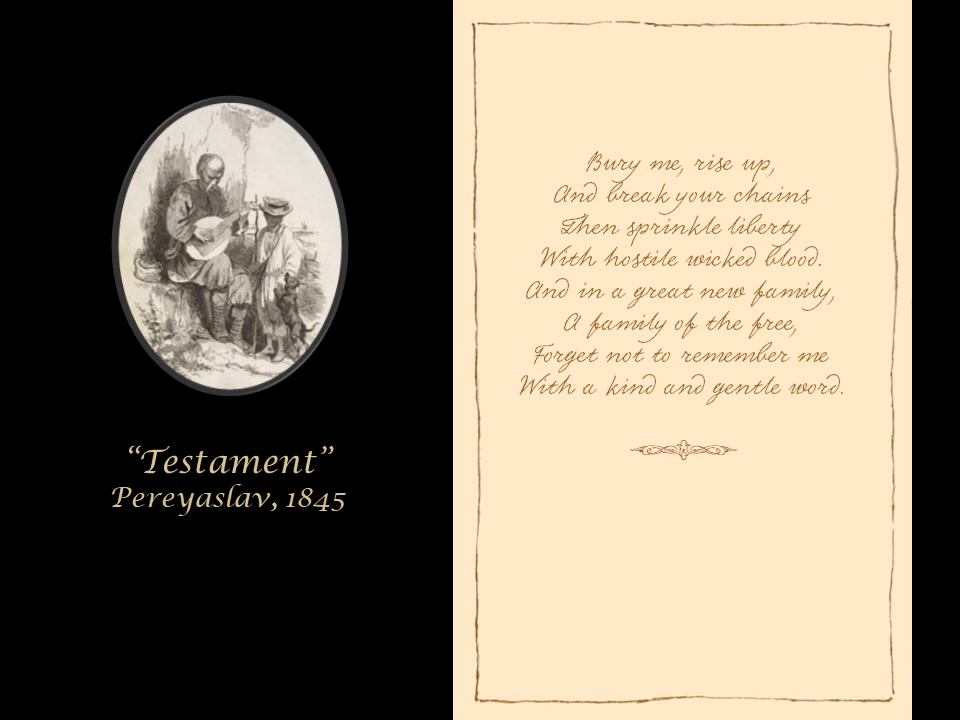 “Testament”
Pereyaslav, 1845
Bury me, rise up,
And break your chains
Then sprinkle liberty
With hostile wicked blood.
And in a great new family,
A family of the free,
Forget not to remember me
With a kind and gentle word.